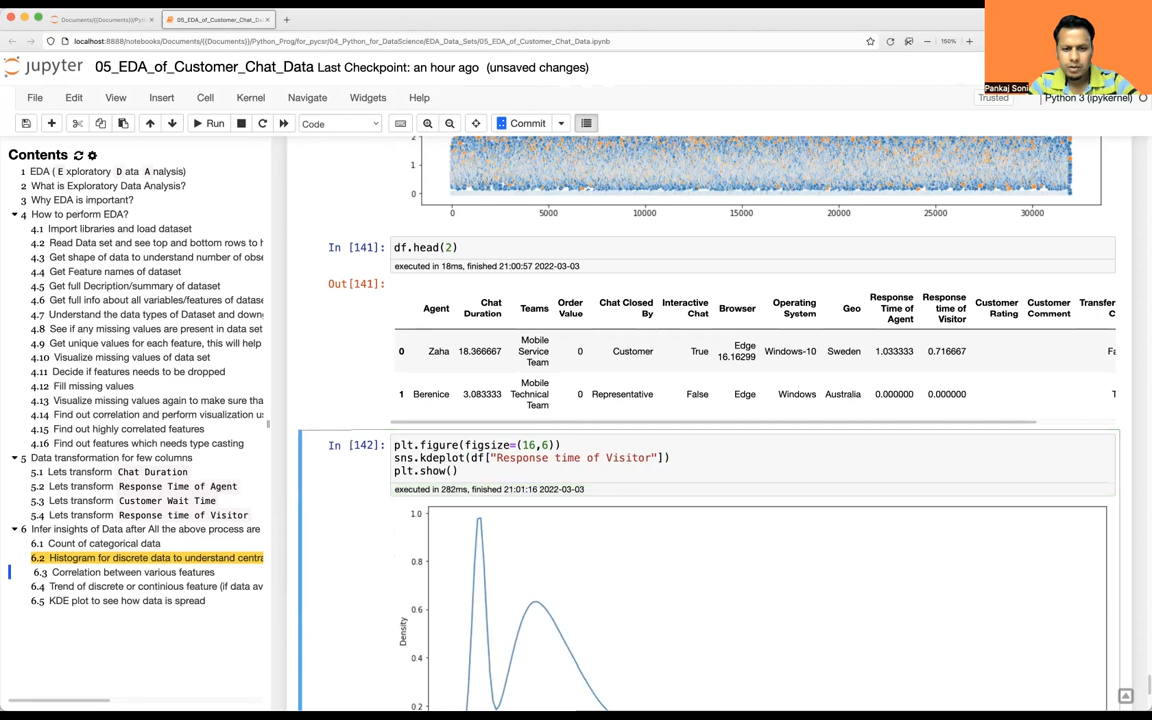 Documents/{{Documents}}/Pyth
05_EDA_of_Customer_Chat_Da
localhost:8888/notebooks/Documents/{{Documents}}/Python_Prog/for_pycsr/04_Python_for_DataScience/EDA_Data_Sets/05_EDA_of_Customer_Chat_Data.ipynb
150%
Pankaj Soni
jupyter
05_EDA_of_Customer_Chat_Data Last Checkpoint: an hour ago (unsaved changes)
File Edit View Insert Cell Kernel Navigate Widgets Help
Trusted
Python 3 (ipykernel)
Run
Code
Commit
Contents
1 EDA ( E xploratory D ata A nalysis)
2 What is Exploratory Data Analysis?
3 Why EDA is important?
4 How to perform EDA?
4.1 Import libraries and load dataset
4.2 Read Data set and see top and bottom rows to h
4.3 Get shape of data to understand number of obse
4.4 Get Feature names of dataset
4.5 Get full Decription/summary of dataset
4.6 Get full info about all variables/features of datase
4.7 Understand the data types of Dataset and down
4.8 See if any missing values are present in data set
4.9 Get unique values for each feature, this will help
4.10 Visualize missing values of data set
4.11 Decide if features needs to be dropped
4.12 Fill missing values
4.13 Visualize missing values again to make sure tha
4.14 Find out correlation and perform visualization u
4.15 Find out highly correlated features
4.16 Find out features which needs type casting
5 Data transformation for few columns
5.1 Lets transform Chat Duration
5.2 Lets transform Response Time of Agent
5.3 Lets transform Customer Wait Time
5.4 Lets transform Response time of Visitor
6 Infer insights of Data after All the above process are
6.1 Count of categorical data
6.2 Histogram for discrete data to understand centra
6.3 Correlation between various features
6.4 Trend of discrete or continious feature (if data av
6.5 KDE plot to see how data is spread
2
1
0
0 5000 10000 15000 20000 25000 30000
In [141]: df.head(2)
executed in 18ms, finished 21:00:57 2022-03-03
Out[141]:
Agent Chat Duration Teams Order Value Chat Closed By Interactive Chat Browser Operating System Geo Response Time of Agent Response time of Visitor Customer Rating Customer Comment Transfer C
0 Zaha 18.366667 Mobile Service Team 0 Customer True Edge 16.16299 Windows-10 Sweden 1.033333 0.716667 Fa
1 Berenice 3.083333 Mobile Technical Team 0 Representative False Edge Windows Australia 0.000000 0.000000 T
In [142]: plt.figure(figsize=(16,6))
sns.kdeplot(df["Response time of Visitor"])
plt.show()
executed in 282ms, finished 21:01:16 2022-03-03
1.0
0.8
0.6
0.4
0.2
Density